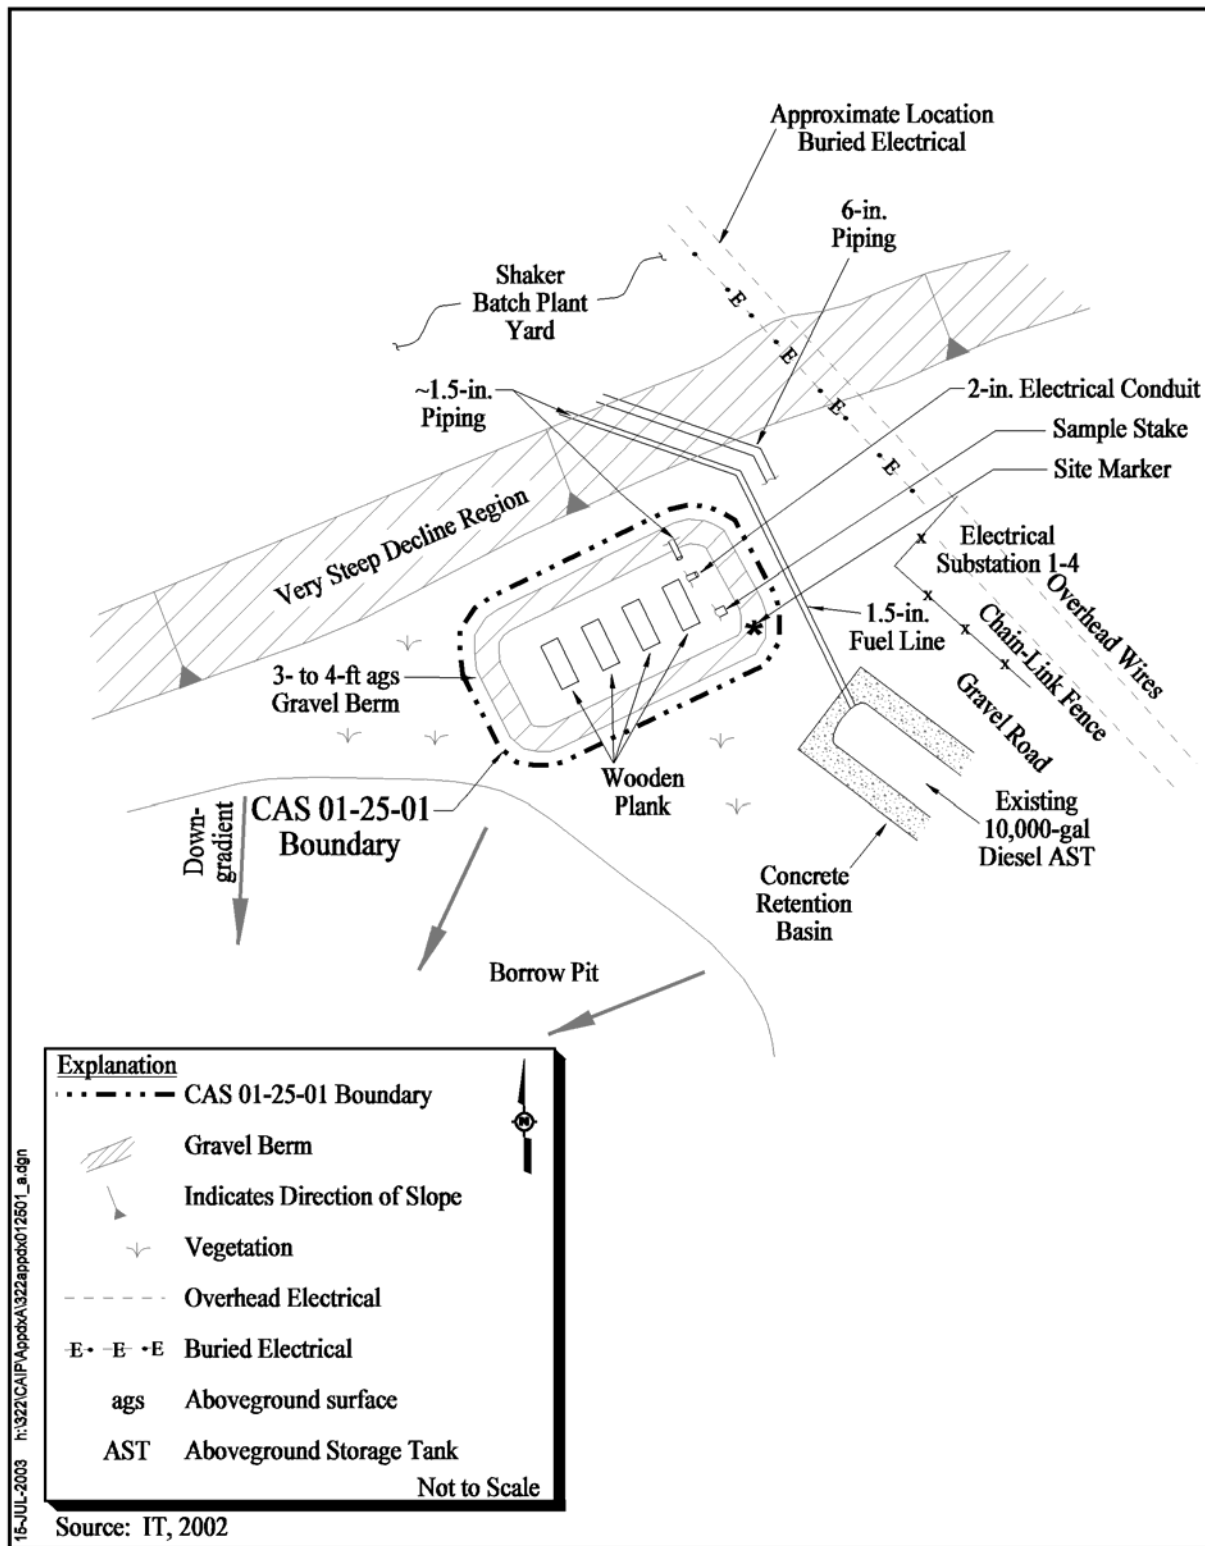 Approximate Location
Buried Electrical
6-in.
Piping
Shaker
Batch Plant
Yard
E
E
E
E
~1.5-in.
Piping
2-in. Electrical Conduit
Sample Stake
Site Marker
Very Steep Decline Region
x
Electrical
Substation 1-4
x
x
x
Overhead Wires
Chain-Link Fence
Gravel Road
1.5-in.
Fuel Line
*
3- to 4-ft ags
Gravel Berm
Wooden
Plank
CAS 01-25-01
Boundary
Existing
10,000-gal
Diesel AST
Concrete
Retention
Basin
Down-
gradient
Borrow Pit
Explanation
CAS 01-25-01 Boundary
N
Gravel Berm
Indicates Direction of Slope
Vegetation
Overhead Electrical
E E E Buried Electrical
ags Aboveground surface
AST Aboveground Storage Tank
Not to Scale
Source: IT, 2002
15-JUL-2003 h:\322\CAIP\AppdxA\322appdx012501_a.dgn